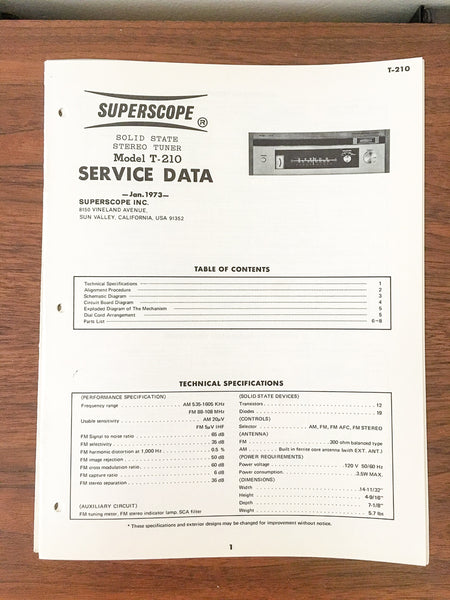 T-210
SUPERSCOPE ®
SOLID STATE
STEREO TUNER
Model T-210
SERVICE DATA
—Jan.1973—
SUPERSCOPE INC.
8150 VINELAND AVENUE,
SUN VALLEY, CALIFORNIA, USA 91352
TABLE OF CONTENTS
Technical Specifications 1
Alignment Procedure 2
Schematic Diagram 3
Circuit Board Diagram 4
Exploded Diagram of The Mechanism 5
Dial Cord Arrangement 5
Parts List 6~8
TECHNICAL SPECIFICATIONS
(PERFORMANCE SPECIFICATION)
Frequency range AM 535-1605 KHz
FM 88-108 MHz
Usable sensitivity AM 20μV
FM 5μV IHF
FM Signal to noise ratio 65 dB
FM selectivity 35 dB
FM harmonic distortion at 1,000 Hz 0.5 %
FM image rejection 50 dB
FM cross modulation ratio 60 dB
FM capture ratio 6 dB
FM stereo separation 35 dB
(AUXILIARY CIRCUIT)
FM tuning meter, FM stereo indicator lamp, SCA filter
(SOLID STATE DEVICES)
Transistors 12
Diodes 19
(CONTROLS)
Selector AM, FM, FM AFC, FM STEREO
(ANTENNA)
FM 300 ohm balanced type
AM Built in ferrite core antenna (with EXT. ANT.)
(POWER REQUIREMENTS)
Power voltage 120 V 50/60 Hz
Power consumption 3.5W MAX.
(DIMENSIONS)
Width 14-11/32"
Height 4-9/16"
Depth 7-1/8"
Weight 5.7 lbs
* These specifications and exterior designs may be changed for improvement without notice.
1